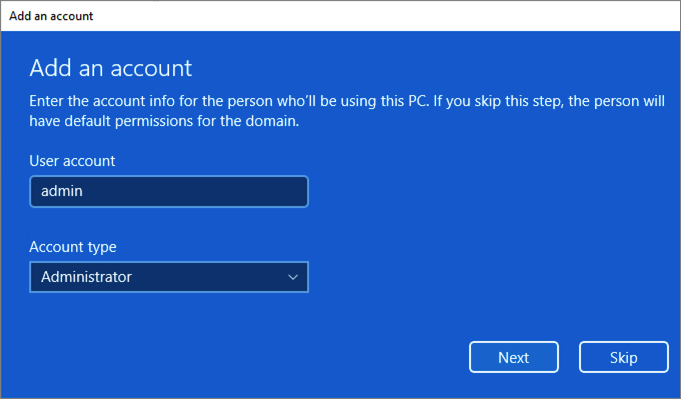 Add an account
Add an account
Enter the account info for the person who'll be using this PC. If you skip this step, the person will
have default permissions for the domain.
User account
admin
Account type
Administrator
Next
Skip